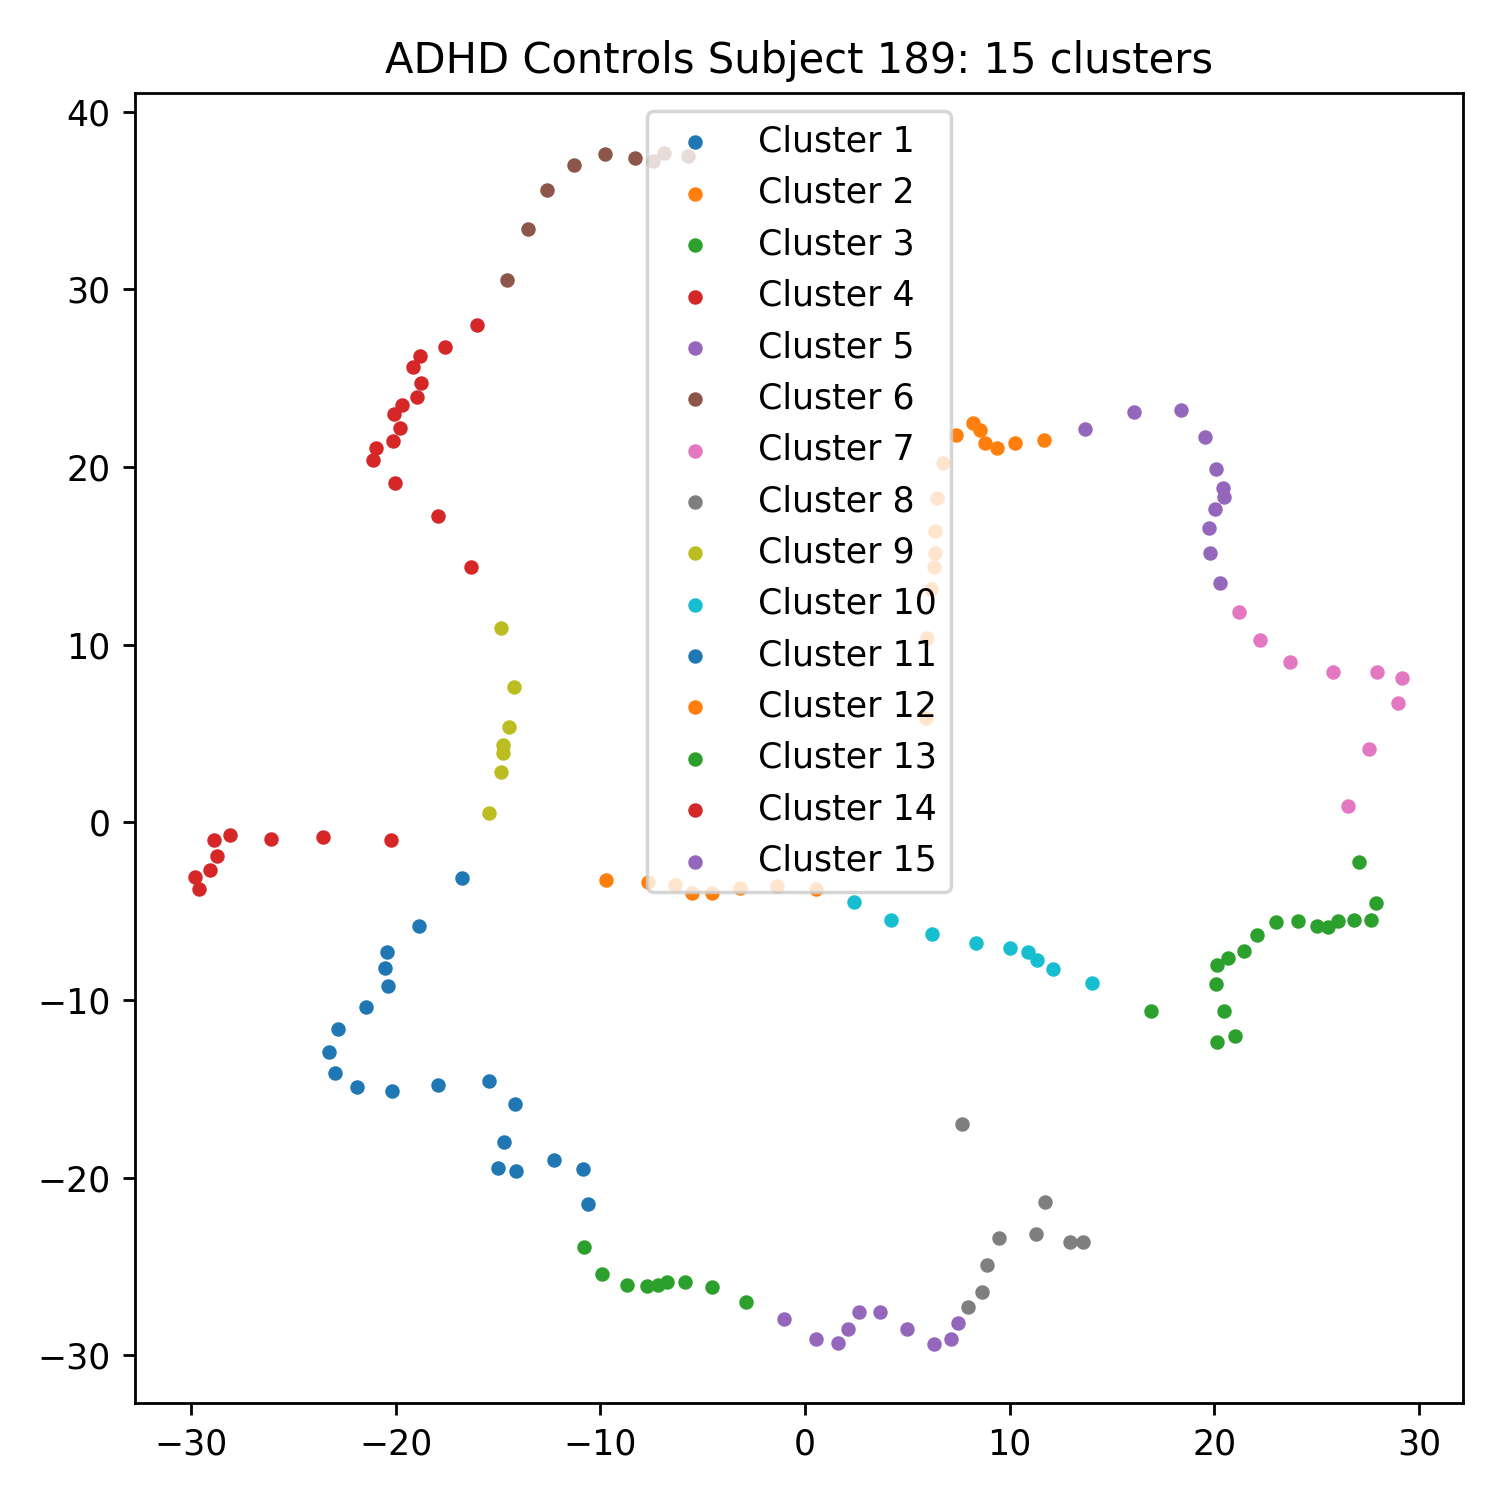 ADHD Controls Subject 189: 15 clusters
40
30
20
10
0
−10
−20
−30
Cluster 1
Cluster 2
Cluster 3
Cluster 4
Cluster 5
Cluster 6
Cluster 7
Cluster 8
Cluster 9
Cluster 10
Cluster 11
Cluster 12
Cluster 13
Cluster 14
Cluster 15
−30 −20 −10 0 10 20 30